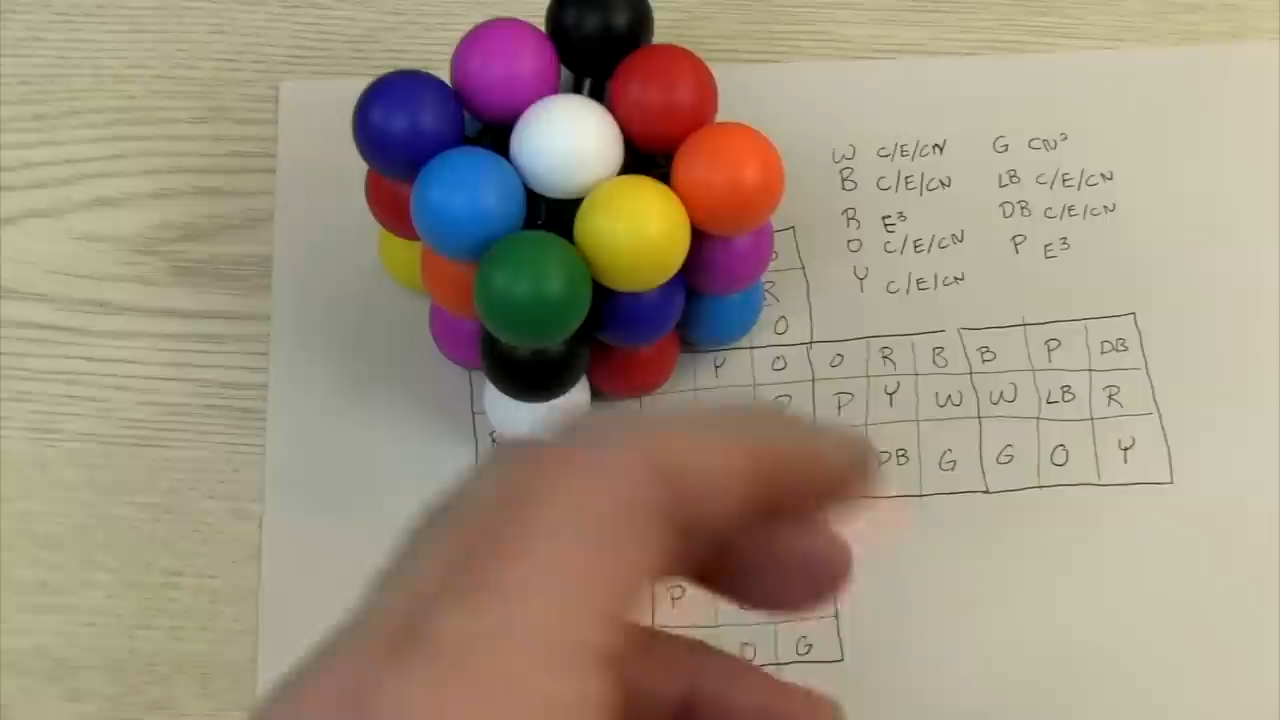 W C/E/CN G CN²
B C/E/CN LB C/E/CN
R E³ DB C/E/CN
O C/E/CN P E³
Y C/E/CN
R
O
Y O O R B B P DB
P Y W W LB R
DB G G O Y
P
G